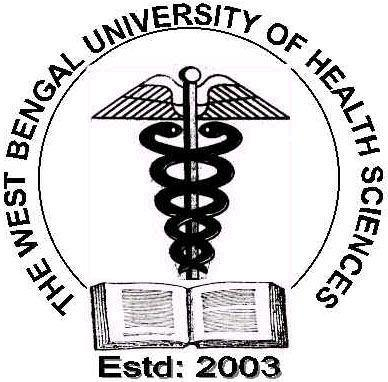 THE WEST BENGAL UNIVERSITY OF HEALTH SCIENCES
Estd: 2003